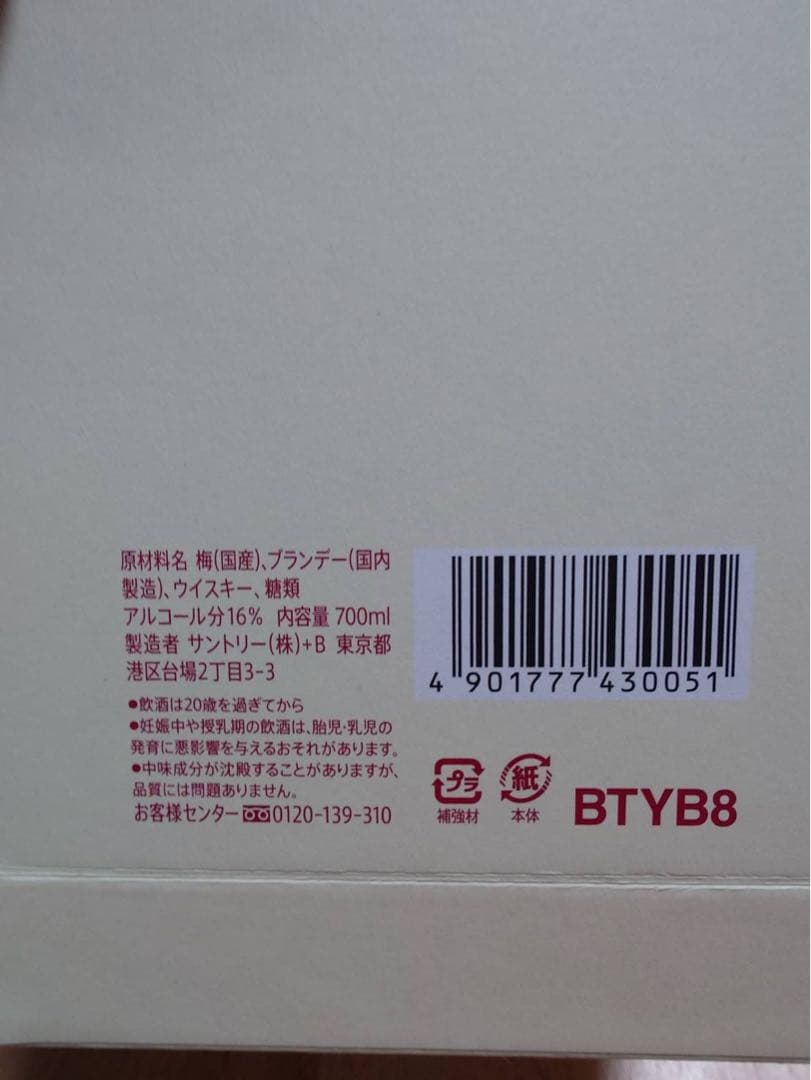 原材料名 梅(国産)、ブランデー(国内
製造)、ウイスキー、糖類
アルコール分16% 内容量 700ml
製造者 サントリー(株)+B 東京都
港区台場2丁目3-3
●飲酒は20歳を過ぎてから
●妊娠中や授乳期の飲酒は、胎児・乳児の
発育に悪影響を与えるおそれがあります。
●中味成分が沈殿することがありますが、
品質には問題ありません。
お客様センター 0120-139-310
4 901777 430051
プラ
補強材
紙
本体
BTYB8